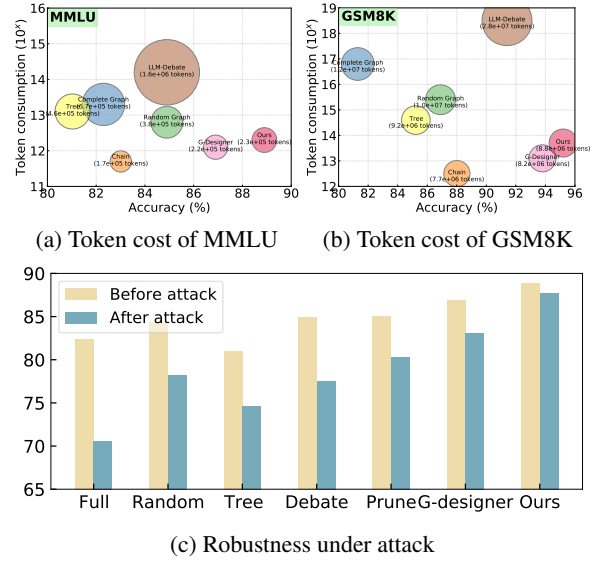 MMLU
16
15
14
13
12
11
Token consumption (10ˣ)
80 82 84 86 88 90
Accuracy (%)
LLM-Debate
(1.6e+06 tokens)
Complete Graph
(6.7e+05 tokens)
Tree
(4.6e+05 tokens)
Random Graph
(3.8e+05 tokens)
Chain
(1.7e+05 tokens)
G-Designer
(2.2e+05 tokens)
Ours
(2.3e+05 tokens)
GSM8K
19
18
17
16
15
14
13
12
Token consumption (10ˣ)
80 82 84 86 88 90 92 94 96
Accuracy (%)
LLM-Debate
(2.8e+07 tokens)
Complete Graph
(1.2e+07 tokens)
Random Graph
(1.0e+07 tokens)
Tree
(9.2e+06 tokens)
Chain
(7.7e+06 tokens)
Ours
(8.8e+06 tokens)
G-Designer
(8.2e+06 tokens)
(a) Token cost of MMLU
(b) Token cost of GSM8K
90
85
80
75
70
65
Before attack
After attack
Full Random Tree Debate Prune G-designer Ours
(c) Robustness under attack